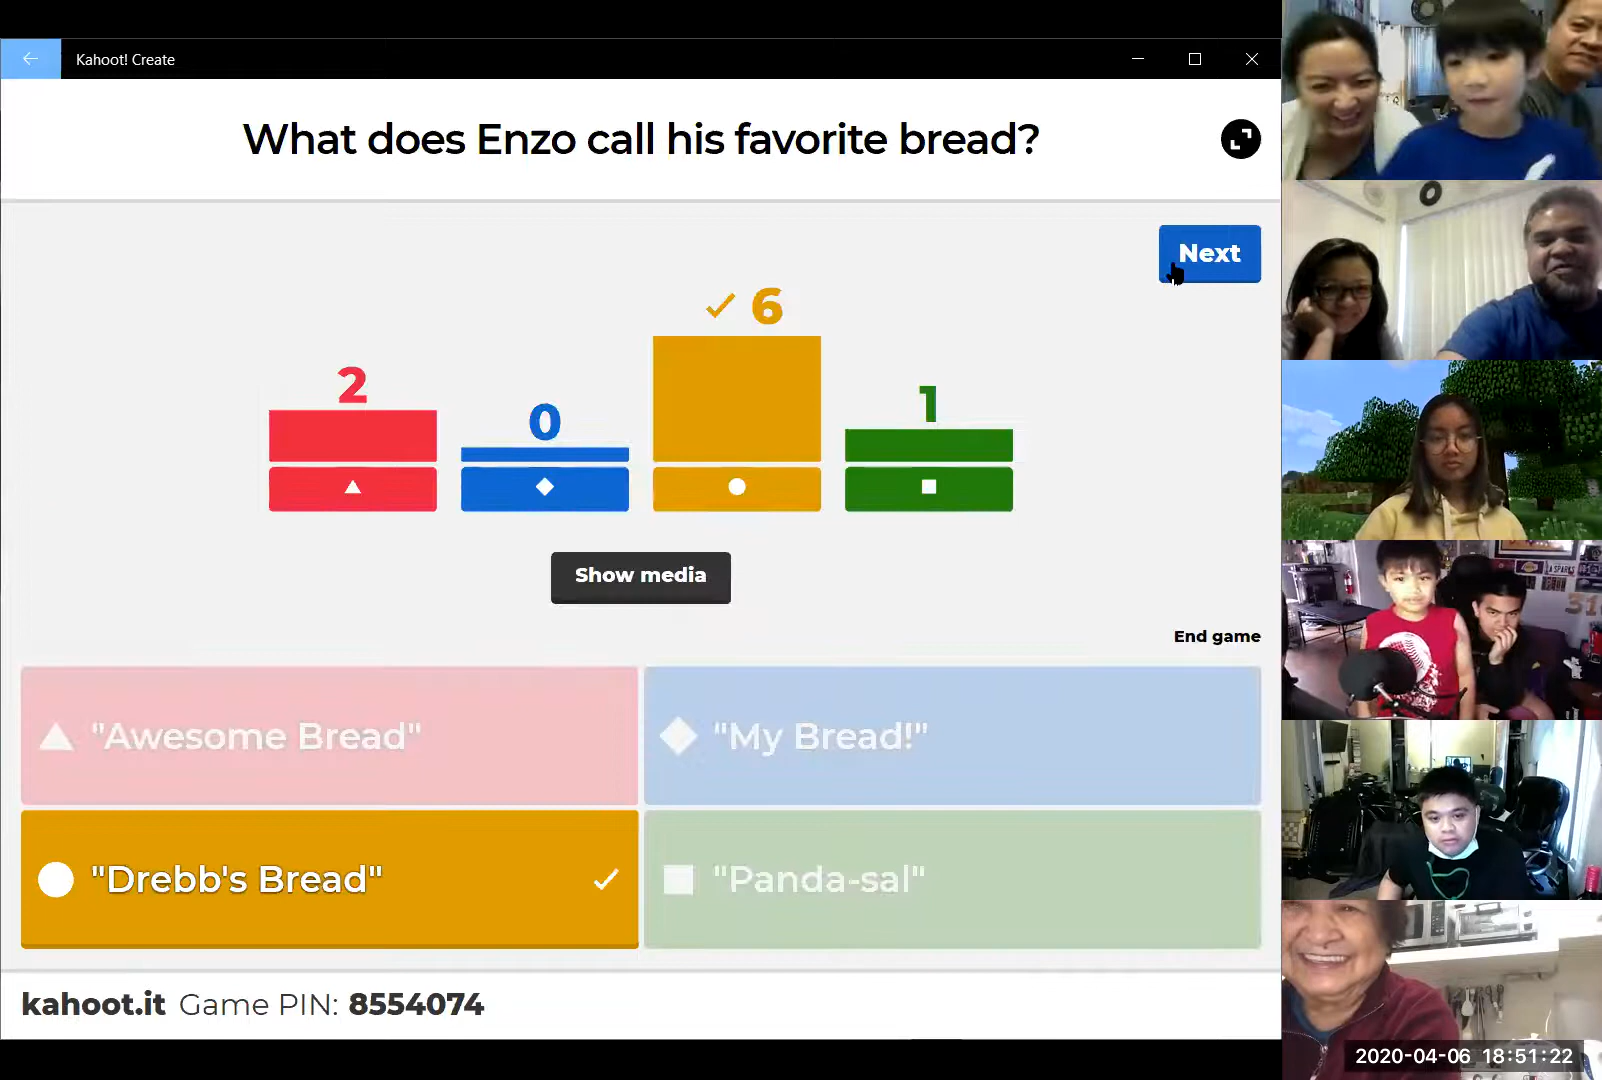 Kahoot! Create
What does Enzo call his favorite bread?
Next
6
2
0
1
Show media
End game
"Awesome Bread"
"My Bread!"
"Drebb's Bread"
"Panda-sal"
kahoot.it Game PIN: 8554074
A SPARKS
2020-04-06 18:51:22